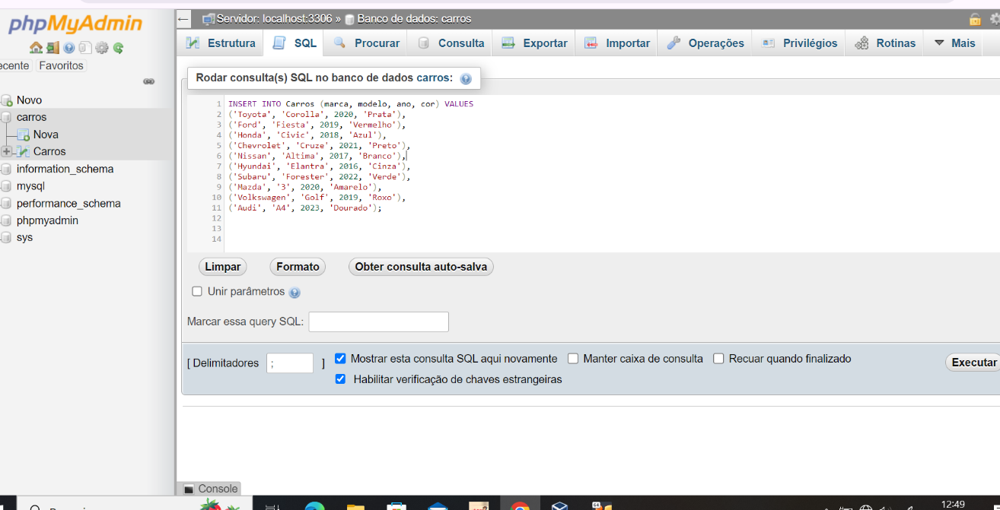 phpMyAdmin
ecente Favoritos
Novo
carros
Nova
Carros
information_schema
mysql
performance_schema
phpmyadmin
sys
Servidor: localhost:3306 » Banco de dados: carros
Estrutura SQL Procurar Consulta Exportar Importar Operações Privilégios Rotinas Mais
Rodar consulta(s) SQL no banco de dados carros:
1 INSERT INTO Carros (marca, modelo, ano, cor) VALUES
2 ('Toyota', 'Corolla', 2020, 'Prata'),
3 ('Ford', 'Fiesta', 2019, 'Vermelho'),
4 ('Honda', 'Civic', 2018, 'Azul'),
5 ('Chevrolet', 'Cruze', 2021, 'Preto'),
6 ('Nissan', 'Altima', 2017, 'Branco'),
7 ('Hyundai', 'Elantra', 2016, 'Cinza'),
8 ('Subaru', 'Forester', 2022, 'Verde'),
9 ('Mazda', '3', 2020, 'Amarelo'),
10 ('Volkswagen', 'Golf', 2019, 'Roxo'),
11 ('Audi', 'A4', 2023, 'Dourado');
12
13
14
Limpar Formato Obter consulta auto-salva
Unir parâmetros
Marcar essa query SQL:
[ Delimitadores ; ] Mostrar esta consulta SQL aqui novamente Manter caixa de consulta Recuar quando finalizado
Executar
Habilitar verificação de chaves estrangeiras
Console
64
12:49